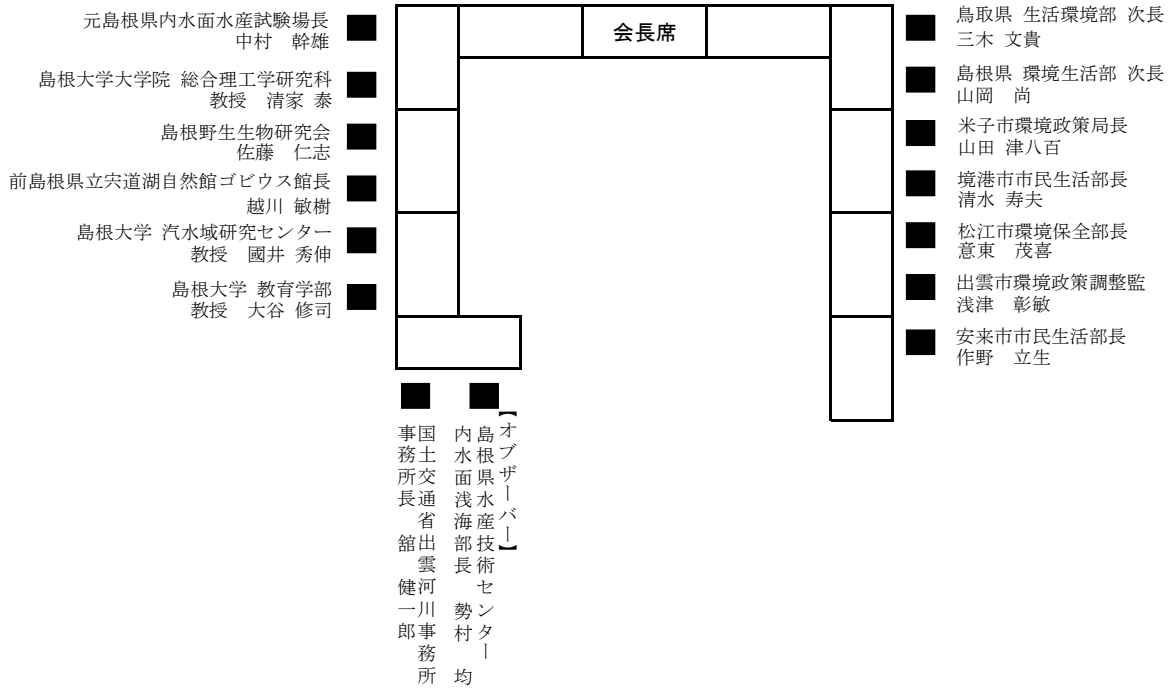 元島根県内水面水産試験場長
中村　幹雄
島根大学大学院 総合理工学研究科
教授　清家 泰
島根野生生物研究会
佐藤　仁志
前島根県立宍道湖自然館ゴビウス館長
越川 敏樹
島根大学 汽水域研究センター
教授　國井 秀伸
島根大学 教育学部
教授　大谷 修司
会長席
鳥取県 生活環境部 次長
三木 文貴
島根県 環境生活部 次長
山岡　尚
米子市環境政策局長
山田 津八百
境港市市民生活部長
清水 寿夫
松江市環境保全部長
意東　茂喜
出雲市環境政策調整監
浅津　彰敏
安来市市民生活部長
作野　立生
【オブザーバー】
島根県水産技術センター
内水面浅海部長　勢村　均
国土交通省出雲河川事務所
事務所長　舘　健一郎